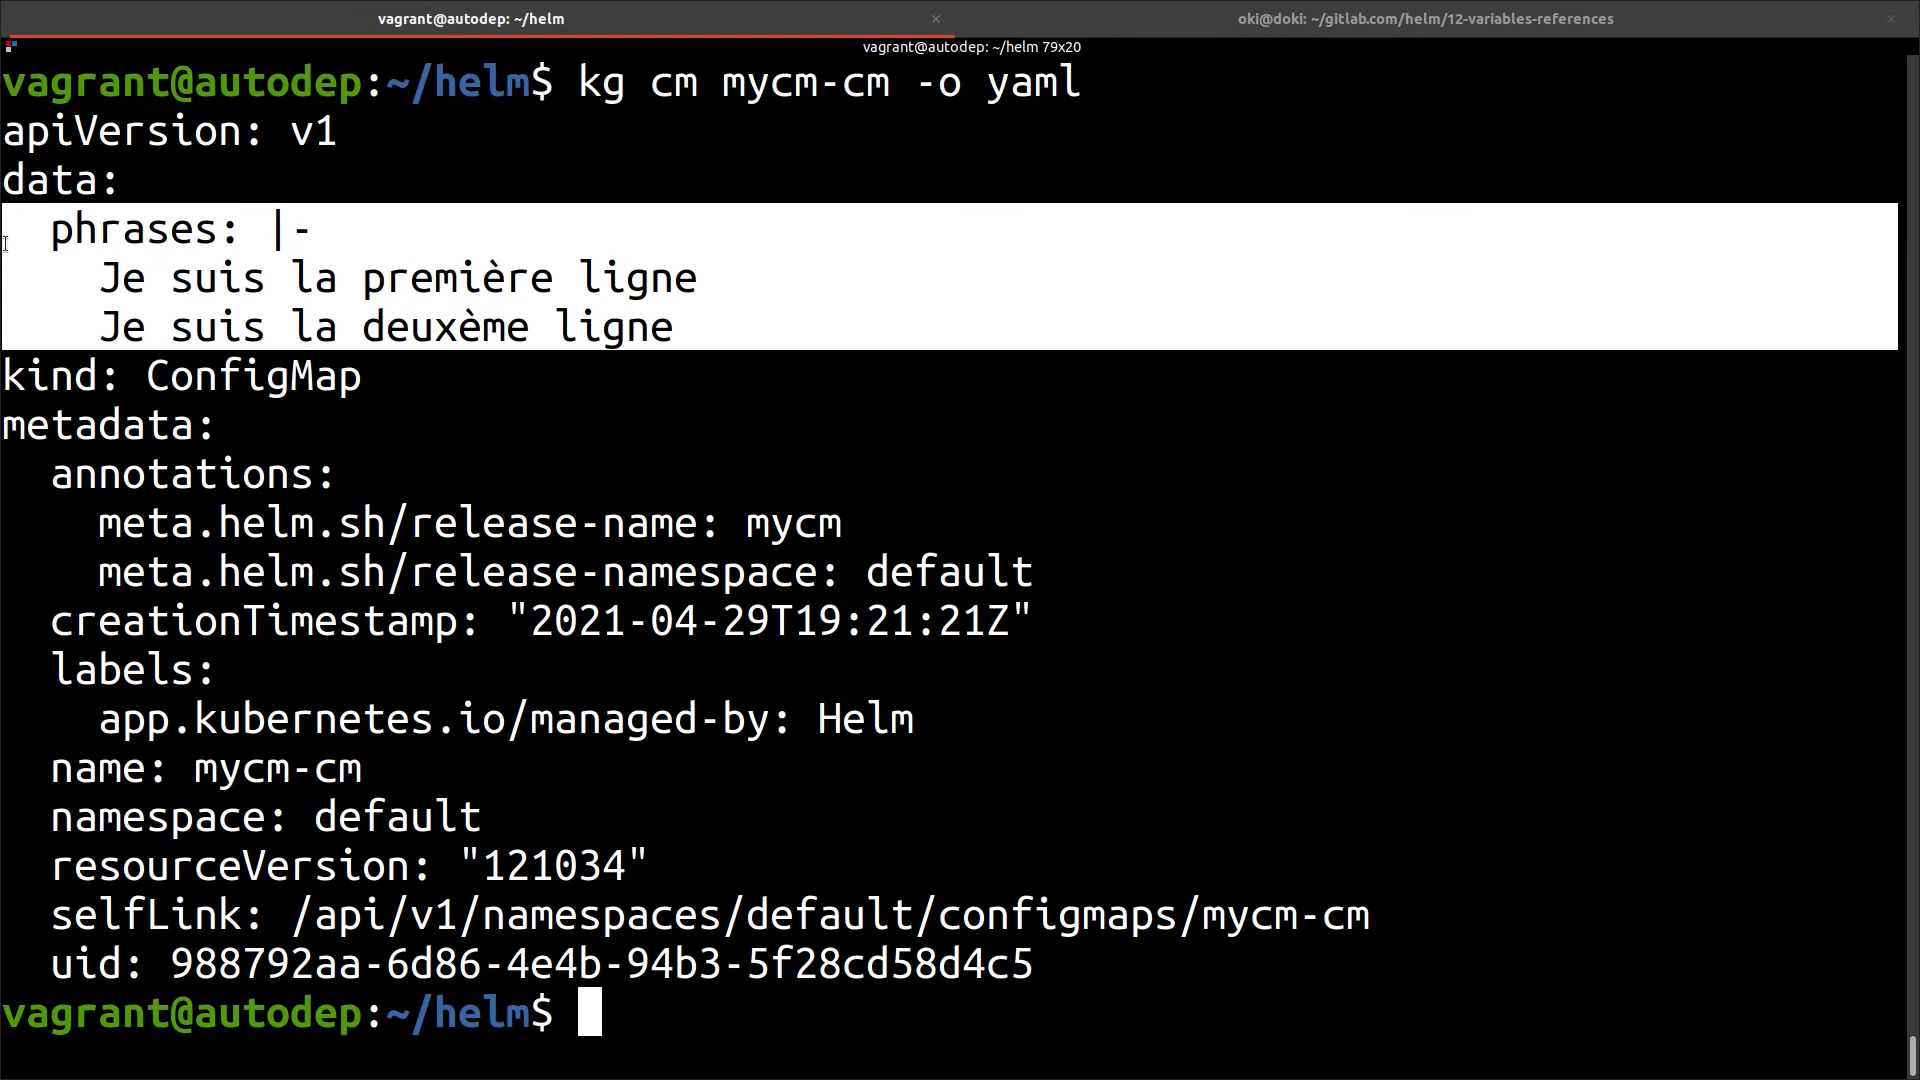 vagrant@autodep: ~/helm
oki@doki: ~/gitlab.com/helm/12-variables-references
vagrant@autodep: ~/helm 79x20
vagrant@autodep:~/helm$ kg cm mycm-cm -o yaml
apiVersion: v1
data:
  phrases: |-
    Je suis la première ligne
    Je suis la deuxème ligne
kind: ConfigMap
metadata:
  annotations:
    meta.helm.sh/release-name: mycm
    meta.helm.sh/release-namespace: default
  creationTimestamp: "2021-04-29T19:21:21Z"
  labels:
    app.kubernetes.io/managed-by: Helm
  name: mycm-cm
  namespace: default
  resourceVersion: "121034"
  selfLink: /api/v1/namespaces/default/configmaps/mycm-cm
  uid: 988792aa-6d86-4e4b-94b3-5f28cd58d4c5
vagrant@autodep:~/helm$